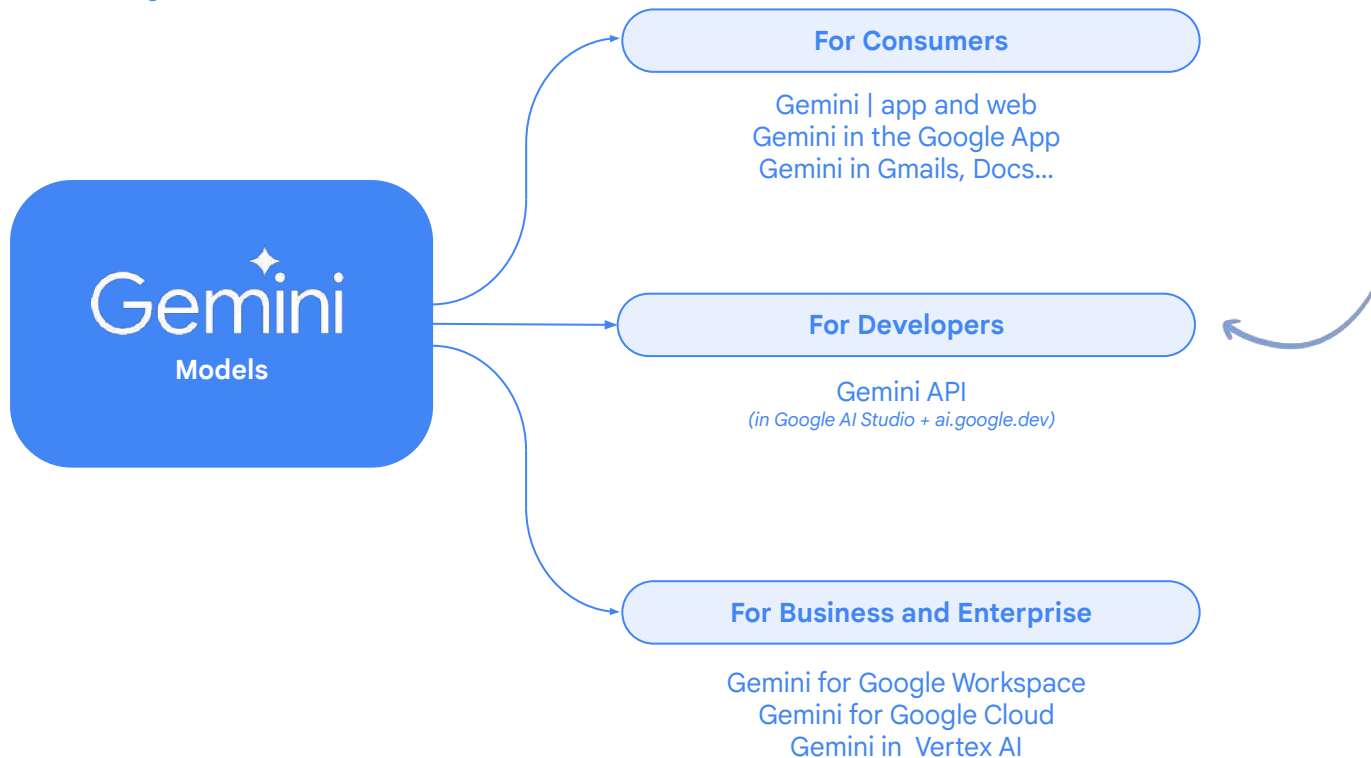 For Consumers
Gemini | app and web
Gemini in the Google App
Gemini in Gmails, Docs...
Gemini
Models
For Developers
Gemini API
(in Google AI Studio + ai.google.dev)
For Business and Enterprise
Gemini for Google Workspace
Gemini for Google Cloud
Gemini in  Vertex AI